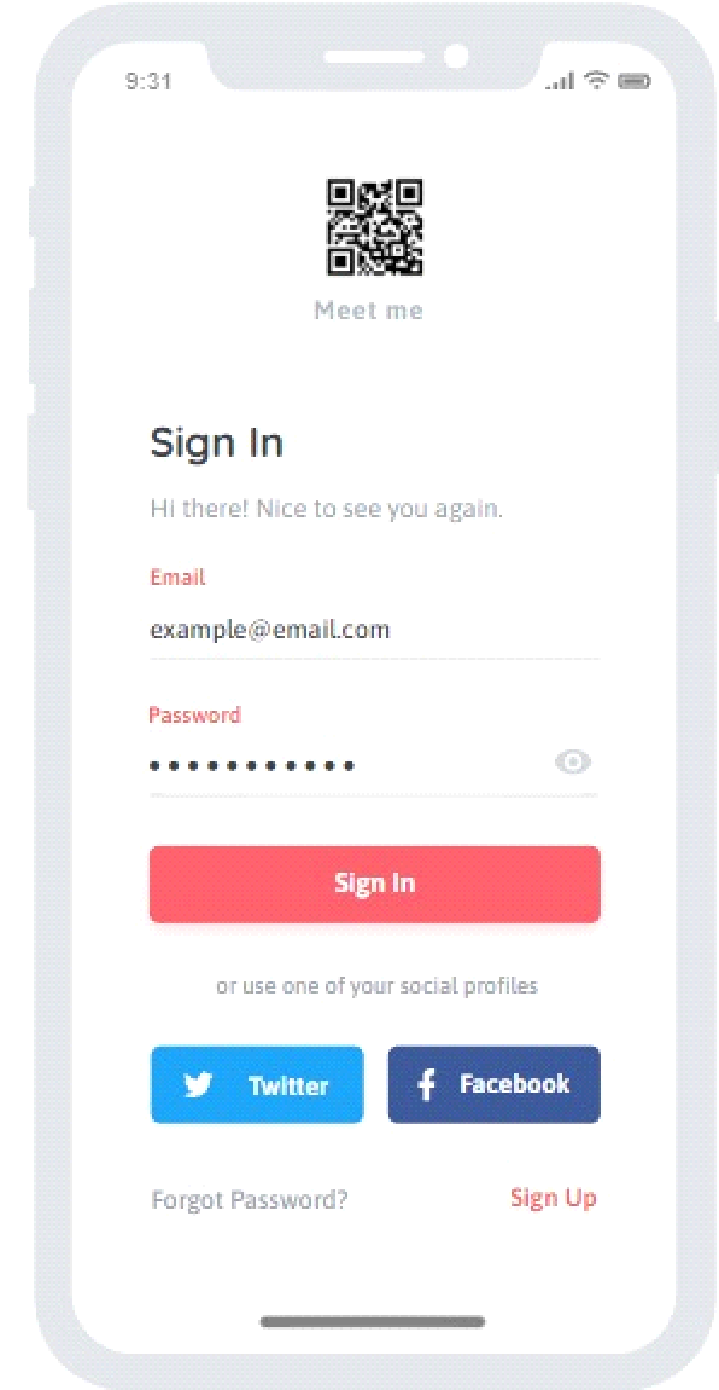 9:31
Meet me
Sign In
Hi there! Nice to see you again.
Email
example@email.com
Password
Sign In
or use one of your social profiles
Twitter
Facebook
Forgot Password?
Sign Up